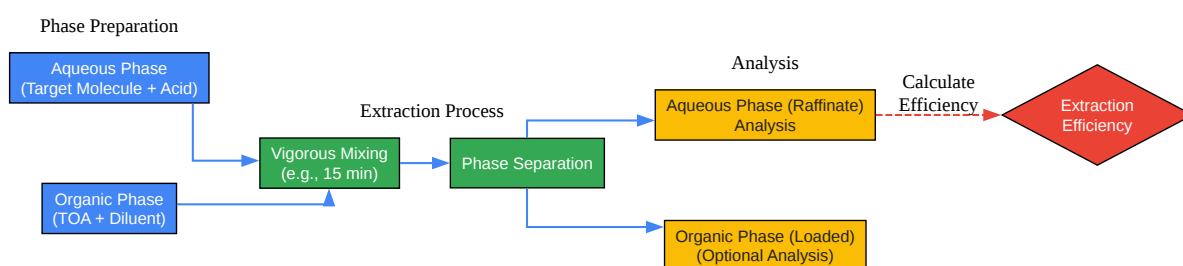 Phase Preparation
Aqueous Phase
(Target Molecule + Acid)
Organic Phase
(TOA + Diluent)
Extraction Process
Vigorous Mixing
(e.g., 15 min)
Phase Separation
Analysis
Aqueous Phase (Raffinate)
Analysis
Organic Phase (Loaded)
(Optional Analysis)
Calculate
Efficiency
Extraction
Efficiency